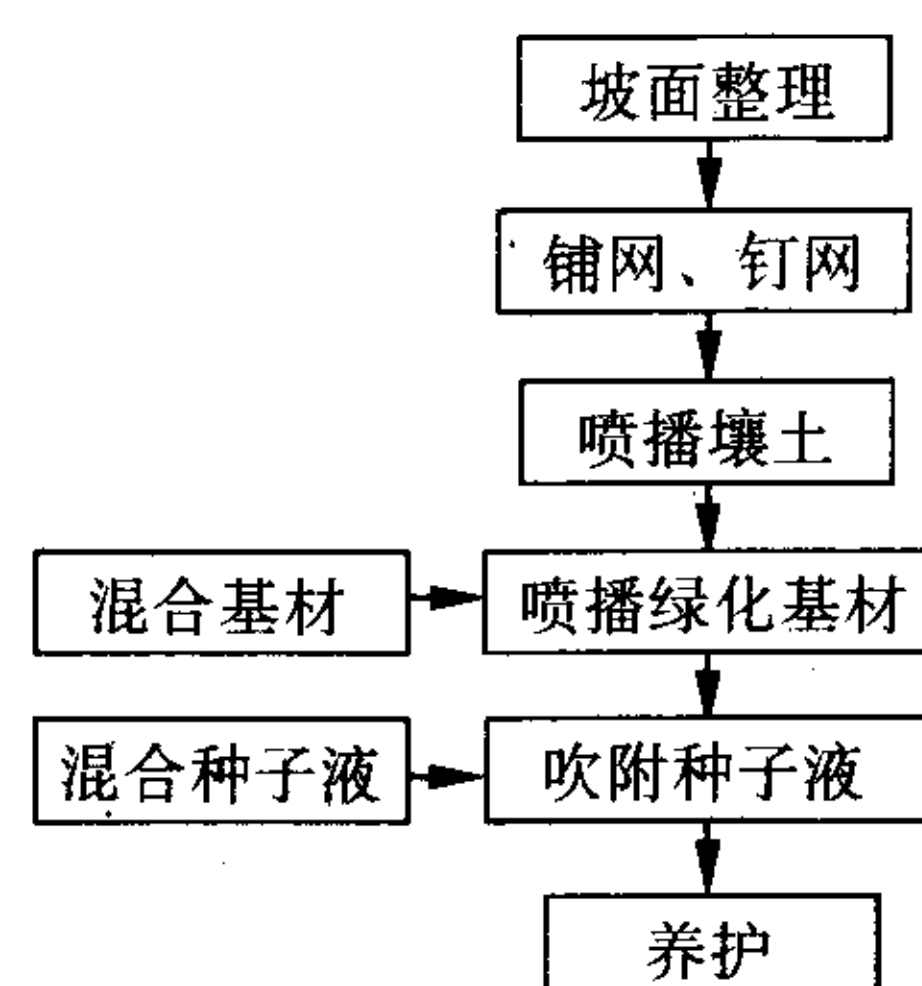 坡面整理
铺网、钉网
喷播壤土
混合基材
喷播绿化基材
混合种子液
吹附种子液
养护